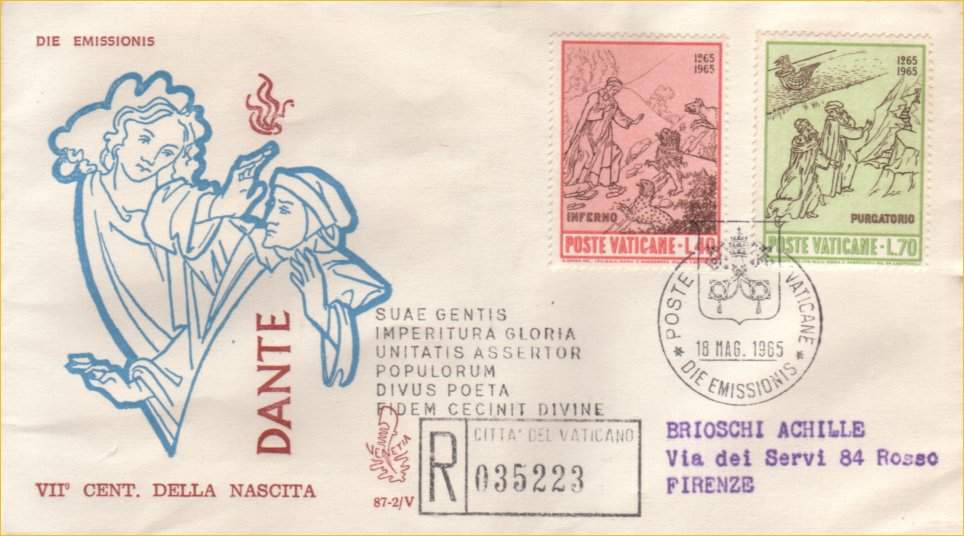 DIE EMISSIONIS
1265
1965
INFERNO
POSTE VATICANE · L.40
1265
1965
PURGATORIO
POSTE VATICANE · L.70
POSTE VATICANE
18 MAG. 1965
* DIE EMISSIONIS *
DANTE
SUAE GENTIS
IMPERITURA GLORIA
UNITATIS ASSERTOR
POPULORUM
DIVUS POETA
FIDEM CECINIT DIVINE
VENETIA
87-2/V
R
CITTA' DEL VATICANO
035223
BRIOSCHI ACHILLE
Via dei Servi 84 Rosso
FIRENZE
VIIº CENT. DELLA NASCITA